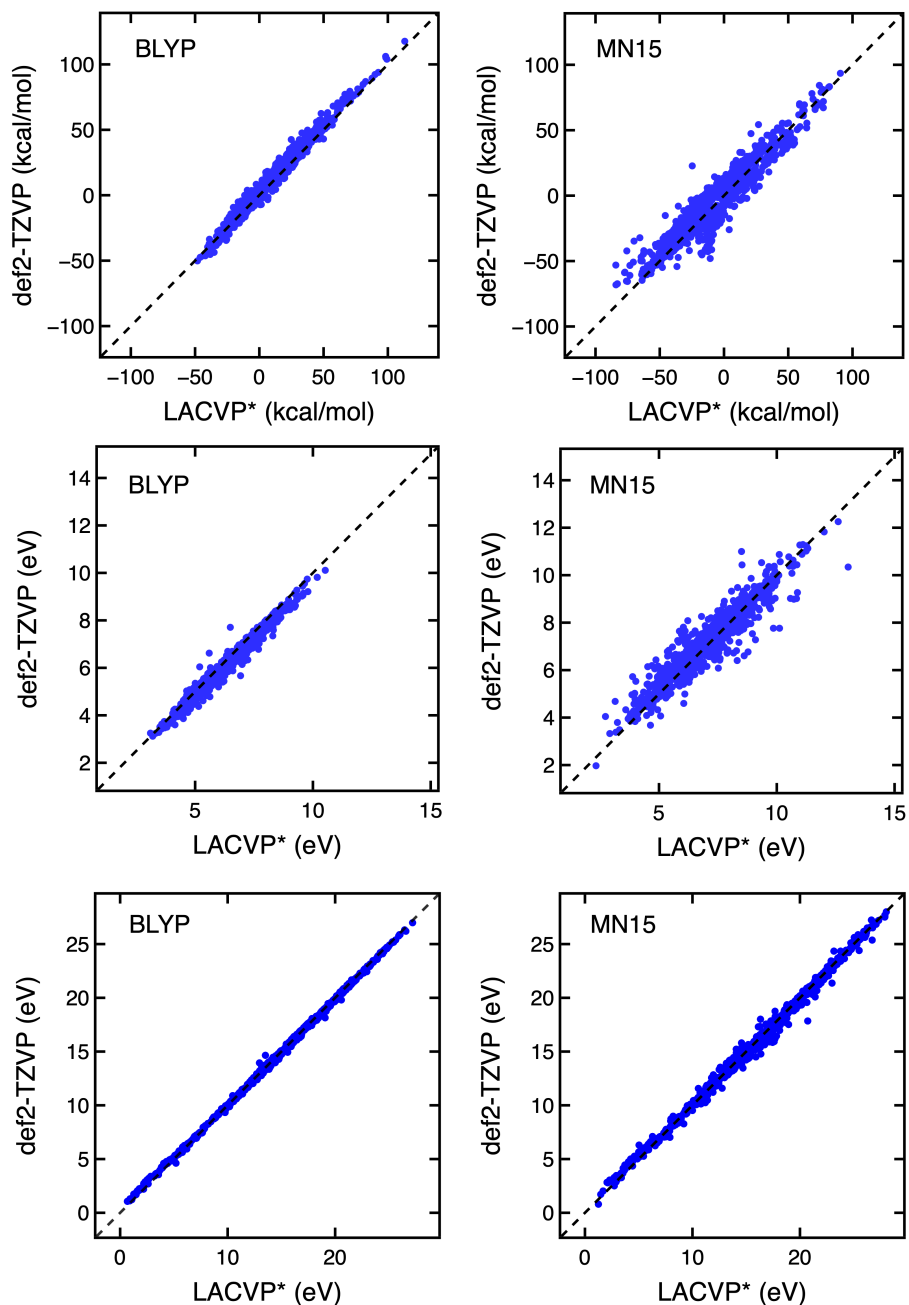 BLYP
def2-TZVP (kcal/mol)
100
50
0
−50
−100
−100 −50 0 50 100
LACVP* (kcal/mol)
MN15
def2-TZVP (kcal/mol)
100
50
0
−50
−100
−100 −50 0 50 100
LACVP* (kcal/mol)
BLYP
def2-TZVP (eV)
14
12
10
8
6
4
2
5 10 15
LACVP* (eV)
MN15
def2-TZVP (eV)
14
12
10
8
6
4
2
5 10 15
LACVP* (eV)
BLYP
def2-TZVP (eV)
25
20
15
10
5
0
0 10 20
LACVP* (eV)
MN15
def2-TZVP (eV)
25
20
15
10
5
0
0 10 20
LACVP* (eV)